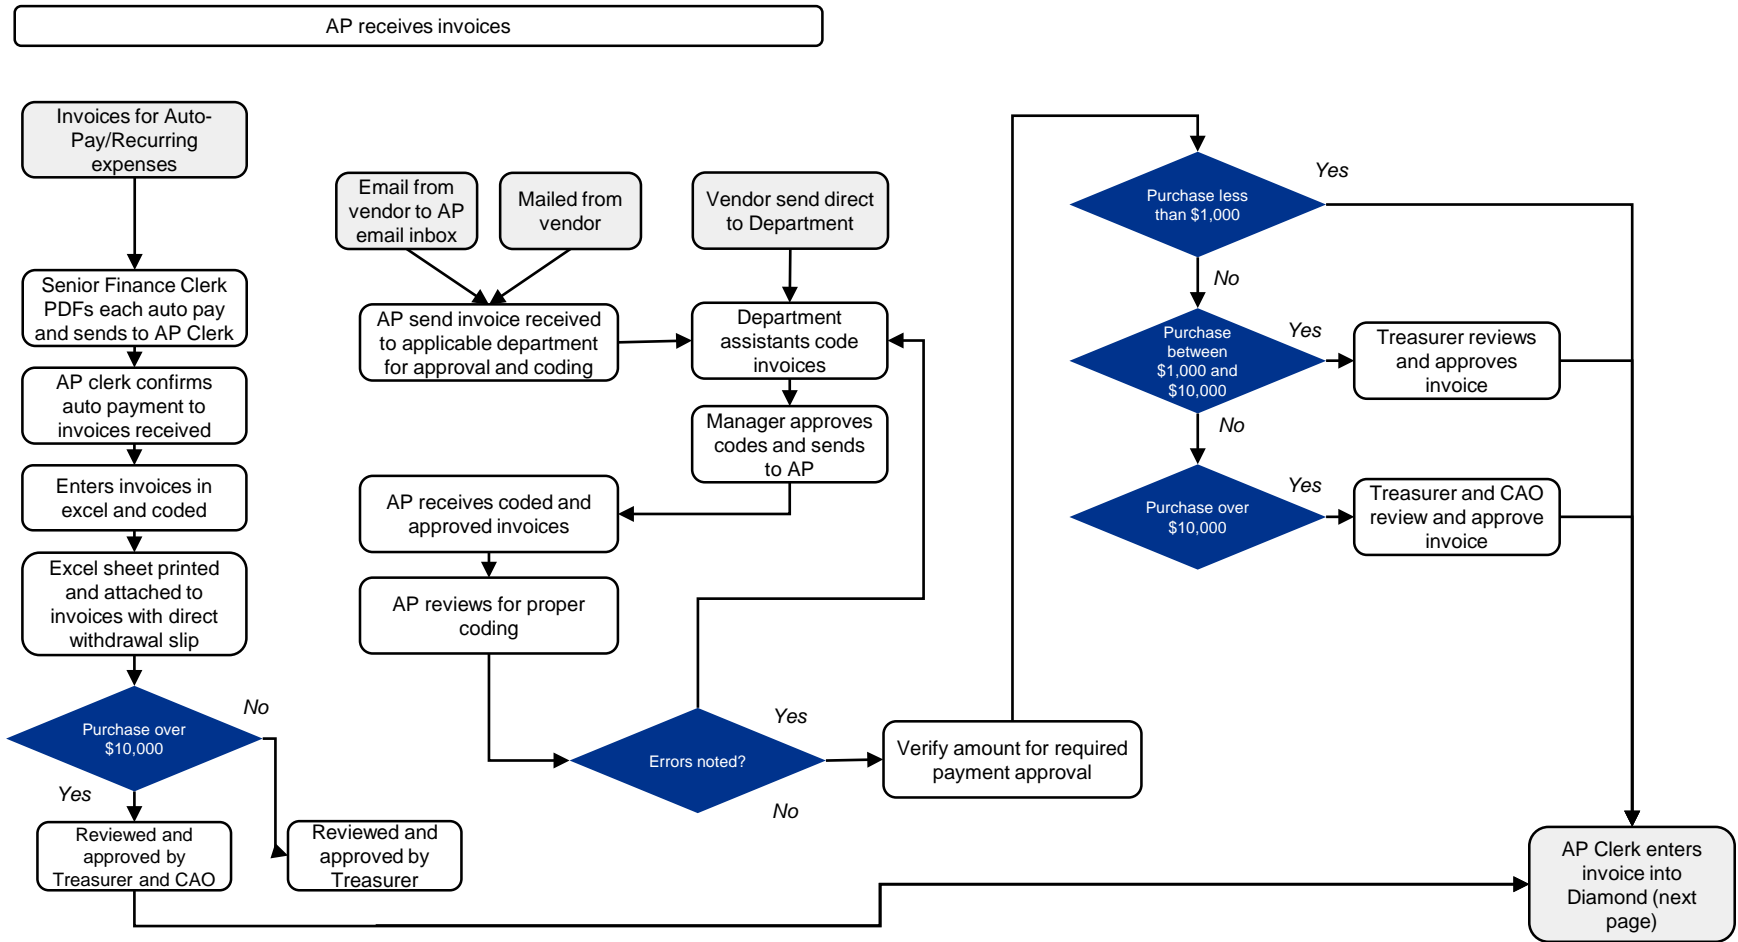 AP receives invoices
Invoices for Auto-
Pay/Recurring
expenses
Senior Finance Clerk
PDFs each auto pay
and sends to AP Clerk
AP clerk confirms
auto payment to
invoices received
Enters invoices in
excel and coded
Excel sheet printed
and attached to
invoices with direct
withdrawal slip
Purchase over
$10,000
No
Yes
Reviewed and
approved by
Treasurer and CAO
Reviewed and
approved by
Treasurer
Email from
vendor to AP
email inbox
Mailed from
vendor
Vendor send direct
to Department
AP send invoice received
to applicable department
for approval and coding
Department
assistants code
invoices
Manager approves
codes and sends
to AP
AP receives coded and
approved invoices
AP reviews for proper
coding
Errors noted?
Yes
No
Verify amount for required
payment approval
Purchase less
than $1,000
Yes
No
Purchase
between
$1,000 and
$10,000
Yes
No
Treasurer reviews
and approves
invoice
Purchase over
$10,000
Yes
Treasurer and CAO
review and approve
invoice
AP Clerk enters
invoice into
Diamond (next
page)